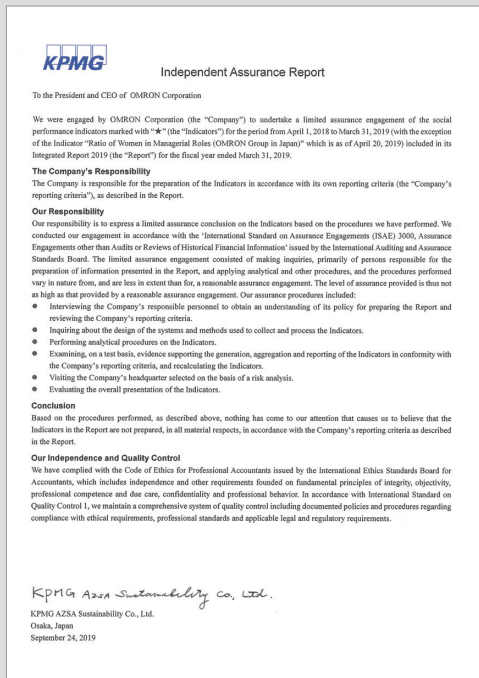 KPMG
Independent Assurance Report
To the President and CEO of OMRON Corporation
We were engaged by OMRON Corporation (the “Company”) to undertake a limited assurance engagement of the social
performance indicators marked with “★” (the “Indicators”) for the period from April 1, 2018 to March 31, 2019 (with the exception
of the Indicator “Ratio of Women in Managerial Roles (OMRON Group in Japan)” which is as of April 20, 2019) included in its
Integrated Report 2019 (the “Report”) for the fiscal year ended March 31, 2019.
The Company's Responsibility
The Company is responsible for the preparation of the Indicators in accordance with its own reporting criteria (the “Company's
reporting criteria”), as described in the Report.
Our Responsibility
Our responsibility is to express a limited assurance conclusion on the Indicators based on the procedures we have performed. We
conducted our engagement in accordance with the ‘International Standard on Assurance Engagements (ISAE) 3000, Assurance
Engagements other than Audits or Reviews of Historical Financial Information’ issued by the International Auditing and Assurance
Standards Board. The limited assurance engagement consisted of making inquiries, primarily of persons responsible for the
preparation of information presented in the Report, and applying analytical and other procedures, and the procedures performed
vary in nature from, and are less in extent than for, a reasonable assurance engagement. The level of assurance provided is thus not
as high as that provided by a reasonable assurance engagement. Our assurance procedures included:
● Interviewing the Company's responsible personnel to obtain an understanding of its policy for preparing the Report and
reviewing the Company's reporting criteria.
● Inquiring about the design of the systems and methods used to collect and process the Indicators.
● Performing analytical procedures on the Indicators.
● Examining, on a test basis, evidence supporting the generation, aggregation and reporting of the Indicators in conformity with
the Company's reporting criteria, and recalculating the Indicators.
● Visiting the Company's headquarter selected on the basis of a risk analysis.
● Evaluating the overall presentation of the Indicators.
Conclusion
Based on the procedures performed, as described above, nothing has come to our attention that causes us to believe that the
Indicators in the Report are not prepared, in all material respects, in accordance with the Company's reporting criteria as described
in the Report.
Our Independence and Quality Control
We have complied with the Code of Ethics for Professional Accountants issued by the International Ethics Standards Board for
Accountants, which includes independence and other requirements founded on fundamental principles of integrity, objectivity,
professional competence and due care, confidentiality and professional behavior. In accordance with International Standard on
Quality Control 1, we maintain a comprehensive system of quality control including documented policies and procedures regarding
compliance with ethical requirements, professional standards and applicable legal and regulatory requirements.
KPMG AZSA Sustainability Co., Ltd.
KPMG AZSA Sustainability Co., Ltd.
Osaka, Japan
September 24, 2019